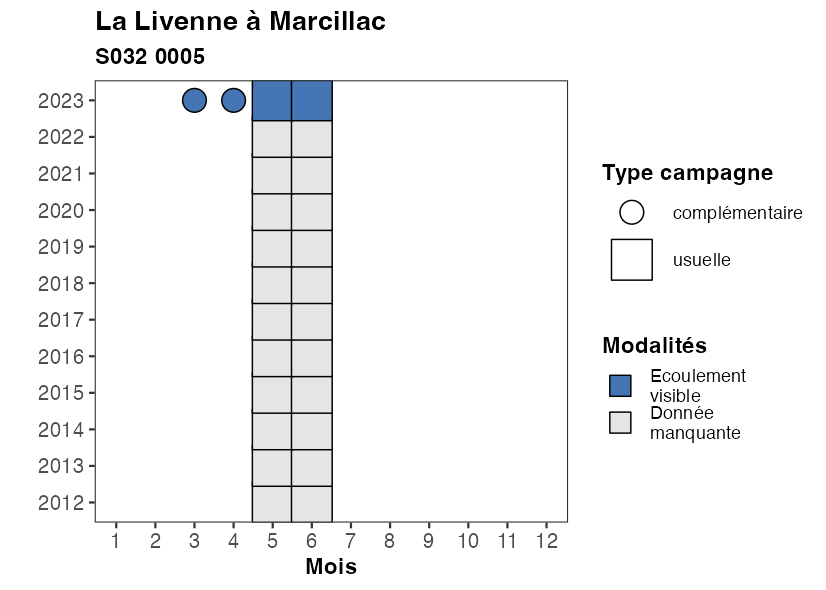 La Livenne à Marcillac
S032 0005
2023
2022
2021
2020
2019
2018
2017
2016
2015
2014
2013
2012
1 2 3 4 5 6 7 8 9 10 11 12
Mois
Type campagne
complémentaire
usuelle
Modalités
Ecoulement
visible
Donnée
manquante